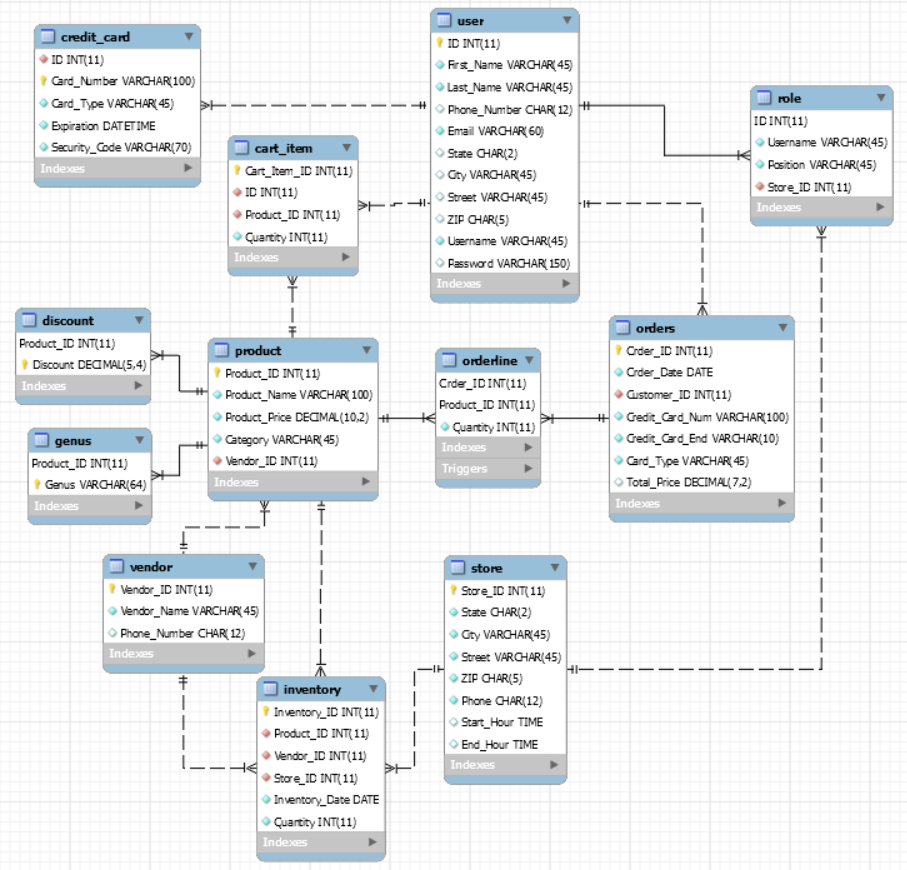 credit_card
ID INT(11)
Card_Number VARCHAR(100)
Card_Type VARCHAR(45)
Expiration DATETIME
Security_Code VARCHAR(70)
Indexes
user
ID INT(11)
First_Name VARCHAR(45)
Last_Name VARCHAR(45)
Phone_Number CHAR(12)
Email VARCHAR(60)
State CHAR(2)
City VARCHAR(45)
Street VARCHAR(45)
ZIP CHAR(5)
Username VARCHAR(45)
Password VARCHAR(150)
Indexes
role
ID INT(11)
Username VARCHAR(45)
Position VARCHAR(45)
Store_ID INT(11)
Indexes
cart_item
Cart_Item_ID INT(11)
ID INT(11)
Product_ID INT(11)
Quantity INT(11)
Indexes
discount
Product_ID INT(11)
Discount DECIMAL(5,4)
Indexes
product
Product_ID INT(11)
Product_Name VARCHAR(100)
Product_Price DECIMAL(10,2)
Category VARCHAR(45)
Vendor_ID INT(11)
Indexes
orderline
Order_ID INT(11)
Product_ID INT(11)
Quantity INT(11)
Indexes
Triggers
orders
Order_ID INT(11)
Order_Date DATE
Customer_ID INT(11)
Credit_Card_Num VARCHAR(100)
Credit_Card_End VARCHAR(10)
Card_Type VARCHAR(45)
Total_Price DECIMAL(7,2)
Indexes
genus
Product_ID INT(11)
Genus VARCHAR(64)
Indexes
vendor
Vendor_ID INT(11)
Vendor_Name VARCHAR(45)
Phone_Number CHAR(12)
Indexes
store
Store_ID INT(11)
State CHAR(2)
City VARCHAR(45)
Street VARCHAR(45)
ZIP CHAR(5)
Phone CHAR(12)
Start_Hour TIME
End_Hour TIME
Indexes
inventory
Inventory_ID INT(11)
Product_ID INT(11)
Vendor_ID INT(11)
Store_ID INT(11)
Inventory_Date DATE
Quantity INT(11)
Indexes